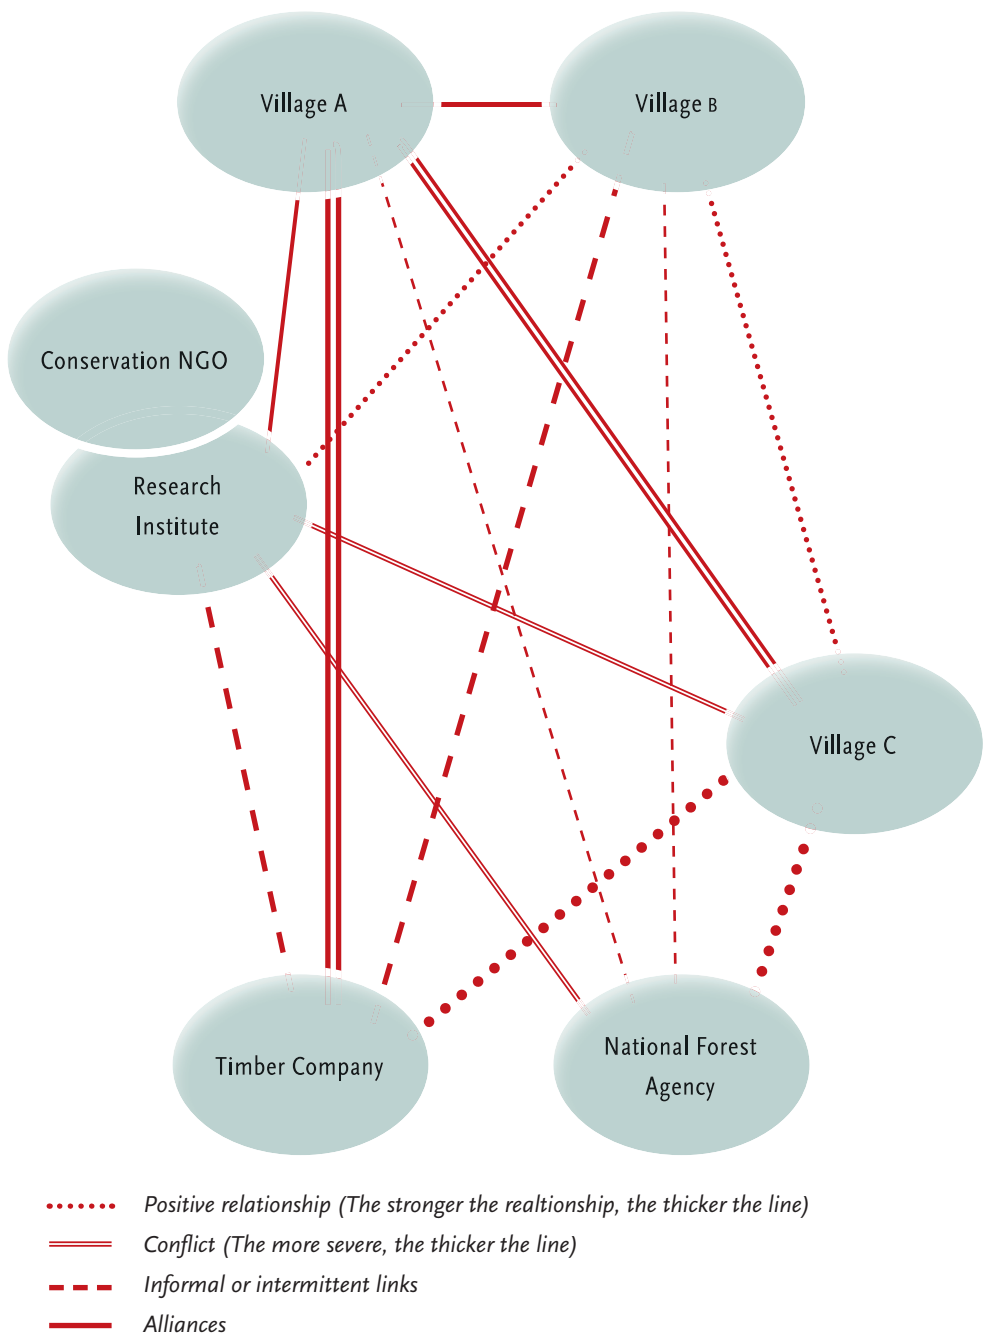 Village A
Village B
Conservation NGO
Research
Institute
Village C
Timber Company
National Forest
Agency
Positive relationship (The stronger the realtionship, the thicker the line)
Conflict (The more severe, the thicker the line)
Informal or intermittent links
Alliances